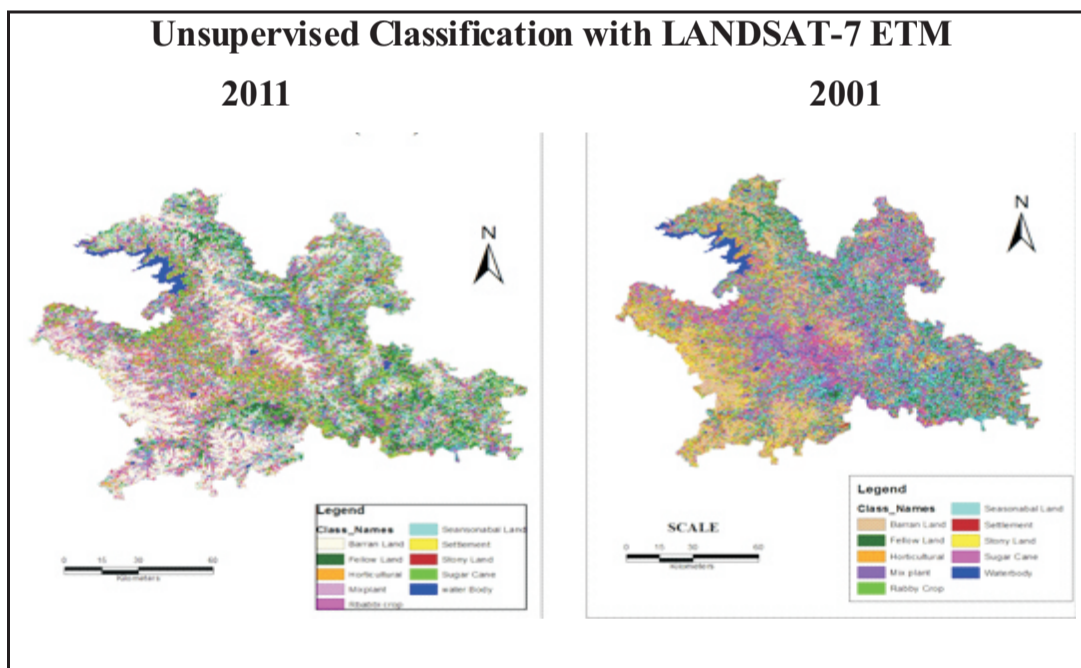 Unsupervised Classification with LANDSAT-7 ETM
2011
2001
N
N
Legend
Class_Names
Barran Land
Fellow Land
Horticultural
Mixplant
Rbabbi crop
Seansonabal Land
Settlement
Stony Land
Sugar Cane
water Body
0 15 30 60
Kilometers
SCALE
0 15 30 60
Kilometers
Legend
Class_Names
Barran Land
Fellow Land
Horticultural
Mix plant
Rabby Crop
Seasonabal Land
Settlement
Stony Land
Sugar Cane
Waterbody